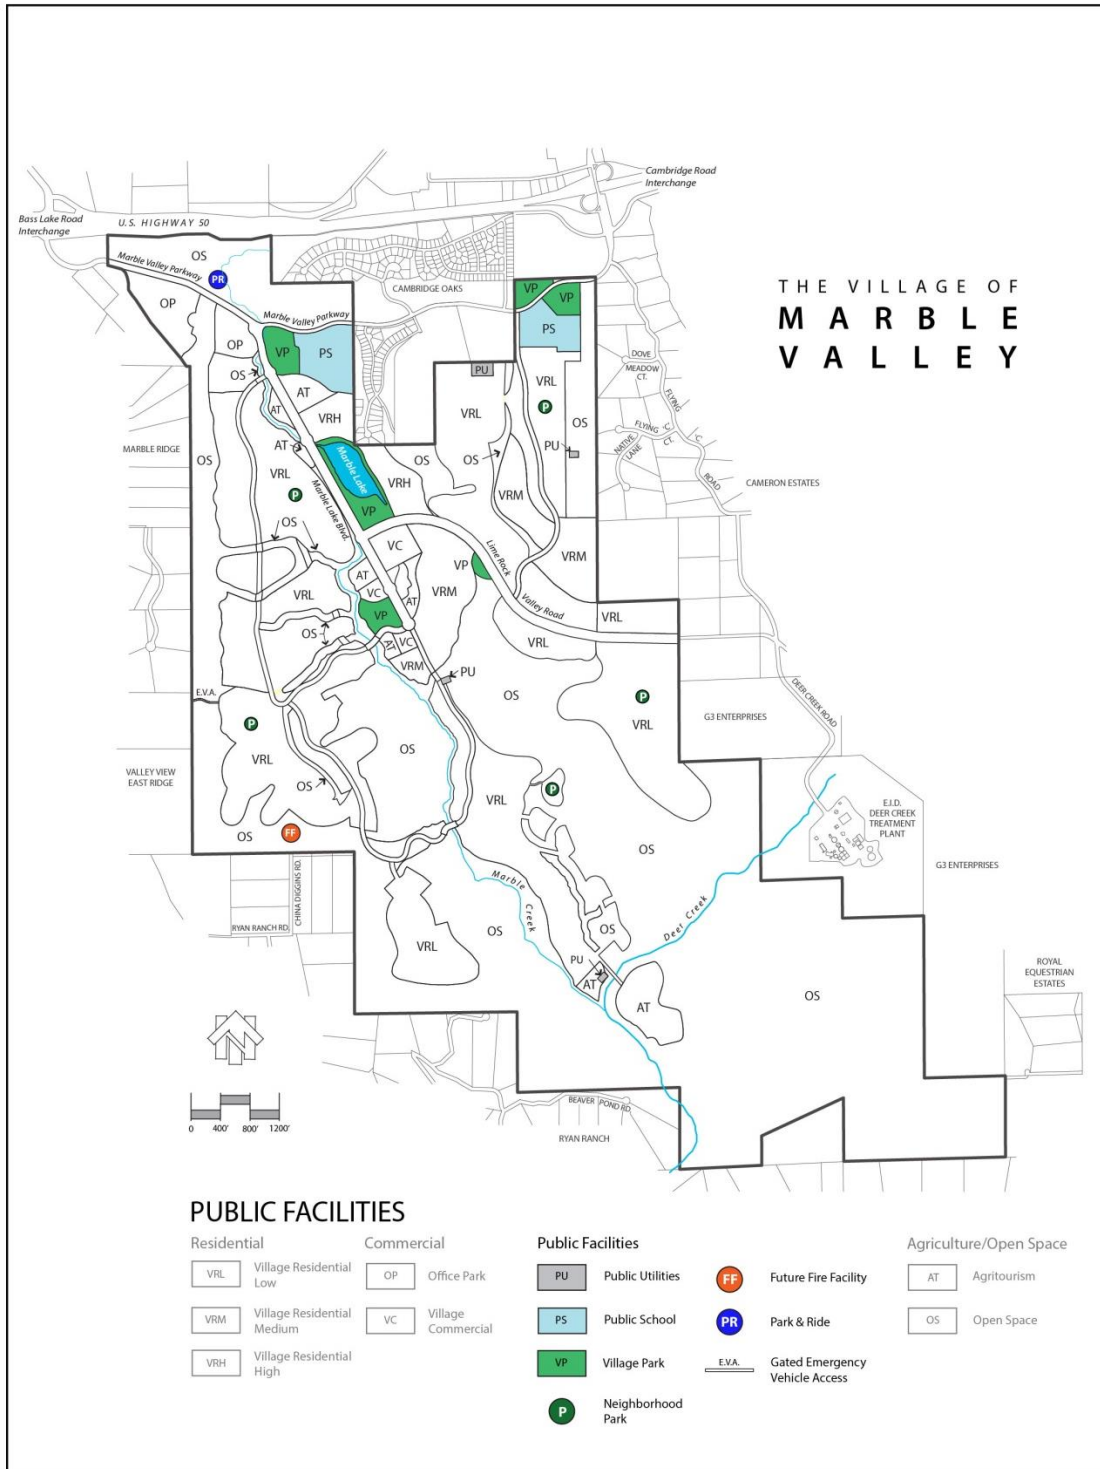 Cambridge Road
Interchange
Bass Lake Road
Interchange
U.S. HIGHWAY 50
OS
Marble Valley Parkway
PR
OP
CAMBRIDGE OAKS
VP
VP
THE VILLAGE OF
MARBLE
VALLEY
Marble Valley Parkway
PS
OP
VP
PS
DOVE
MEADOW
CT.
OS
PU
VRL
AT
FLYING
VRL
P
AT
VRH
OS
FLYING
"C"
CT.
"C"
NATIVE
LANE
ROAD
AT
PU
MARBLE RIDGE
OS
Marble Lake
OS
OS
VRL
VRH
CAMERON ESTATES
P
Marble Lake Blvd.
VRM
VP
OS
Lime Rock
VC
VRM
VP
AT
VRL
VC
VRM
AT
Valley Road
VP
VRL
OS
VRL
AT
VC
VRM
PU
DEER CREEK ROAD
E.V.A.
OS
P
P
G3 ENTERPRISES
VRL
OS
VRL
VALLEY VIEW
EAST RIDGE
OS
P
VRL
E.I.D.
DEER CREEK
TREATMENT
PLANT
OS
FF
OS
G3 ENTERPRISES
CHINA DIGGINS RD.
Marble
Creek
Deer Creek
RYAN RANCH RD.
VRL
OS
OS
PU
ROYAL
EQUESTRIAN
ESTATES
AT
AT
OS
0 400' 800' 1200'
BEAVER POND RD.
RYAN RANCH
PUBLIC FACILITIES
Residential
VRL Village Residential
Low
VRM Village Residential
Medium
VRH Village Residential
High
Commercial
OP Office Park
VC Village
Commercial
Public Facilities
PU Public Utilities
PS Public School
VP Village Park
P Neighborhood
Park
FF Future Fire Facility
PR Park & Ride
E.V.A. Gated Emergency
Vehicle Access
Agriculture/Open Space
AT Agritourism
OS Open Space